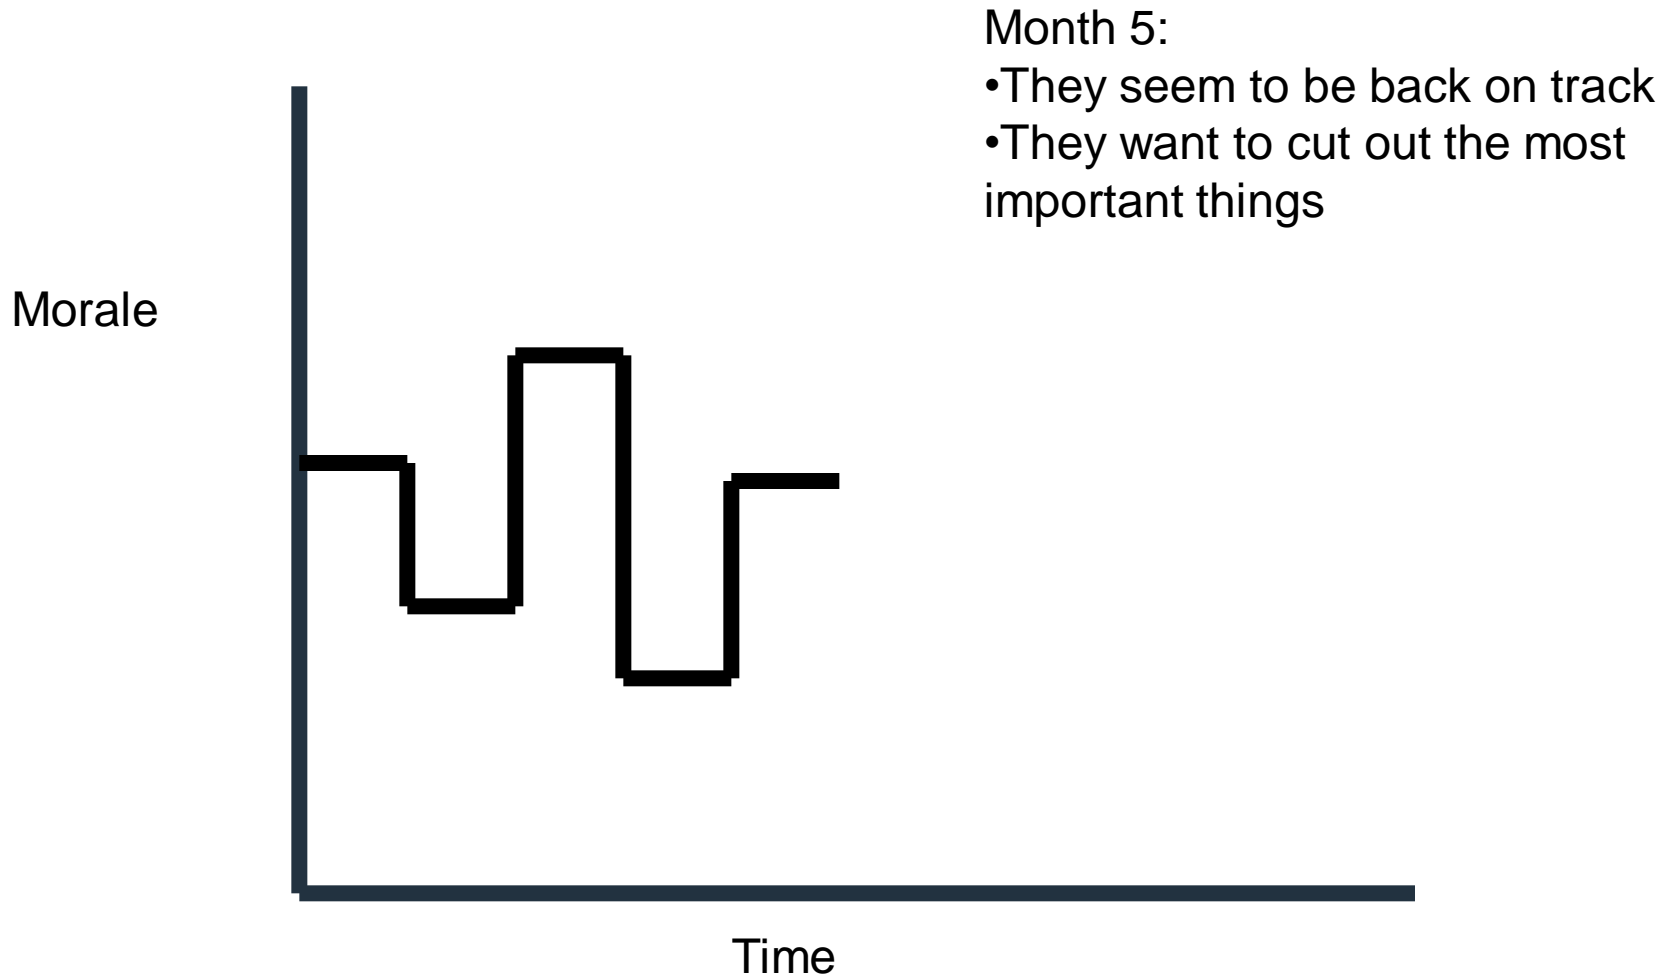 Month 5:
•They seem to be back on track
•They want to cut out the most
important things
Morale
Time